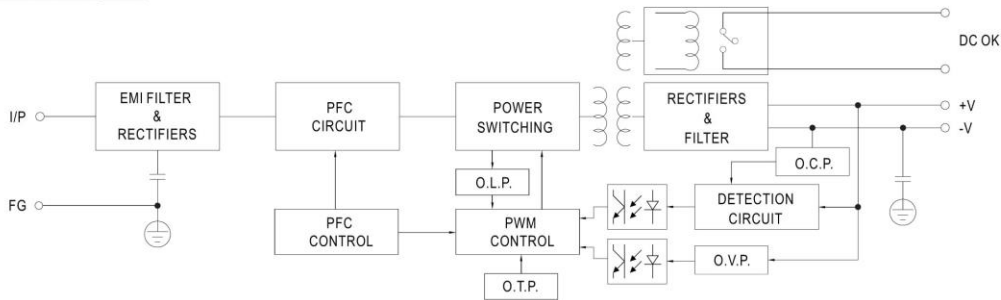 DC OK
I/P
EMI FILTER
&
RECTIFIERS
PFC
CIRCUIT
POWER
SWITCHING
RECTIFIERS
&
FILTER
+V
-V
O.C.P.
O.L.P.
DETECTION
CIRCUIT
FG
PFC
CONTROL
PWM
CONTROL
O.V.P.
O.T.P.